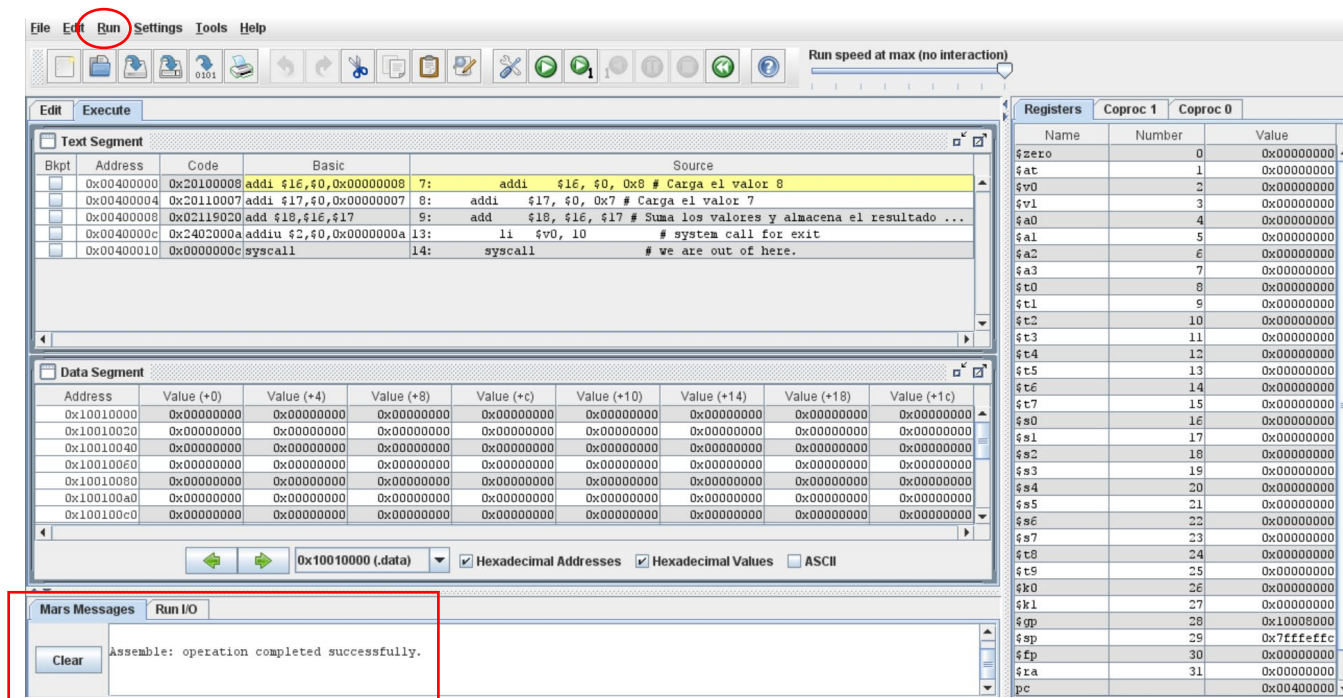 File Edit Run Settings Tools Help
0101
1
1
Run speed at max (no interaction)
Edit Execute
Text Segment
Bkpt Address Code Basic Source
0x00400000 0x20100008 addi $16,$0,0x00000008 7: addi $16, $0, 0x8 # Carga el valor 8
0x00400004 0x20110007 addi $17,$0,0x00000007 8: addi $17, $0, 0x7 # Carga el valor 7
0x00400008 0x02119020 add $18,$16,$17 9: add $18, $16, $17 # Suma los valores y almacena el resultado ...
0x0040000c 0x2402000a addiu $2,$0,0x0000000a 13: li $v0, 10 # system call for exit
0x00400010 0x0000000c syscall 14: syscall # we are out of here.
Data Segment
Address Value (+0) Value (+4) Value (+8) Value (+c) Value (+10) Value (+14) Value (+18) Value (+1c)
0x10010000 0x00000000 0x00000000 0x00000000 0x00000000 0x00000000 0x00000000 0x00000000 0x00000000
0x10010020 0x00000000 0x00000000 0x00000000 0x00000000 0x00000000 0x00000000 0x00000000 0x00000000
0x10010040 0x00000000 0x00000000 0x00000000 0x00000000 0x00000000 0x00000000 0x00000000 0x00000000
0x10010060 0x00000000 0x00000000 0x00000000 0x00000000 0x00000000 0x00000000 0x00000000 0x00000000
0x10010080 0x00000000 0x00000000 0x00000000 0x00000000 0x00000000 0x00000000 0x00000000 0x00000000
0x100100a0 0x00000000 0x00000000 0x00000000 0x00000000 0x00000000 0x00000000 0x00000000 0x00000000
0x100100c0 0x00000000 0x00000000 0x00000000 0x00000000 0x00000000 0x00000000 0x00000000 0x00000000
0x10010000 (.data) Hexadecimal Addresses Hexadecimal Values ASCII
Mars Messages Run I/O
Clear
Assemble: operation completed successfully.
Registers Coproc 1 Coproc 0
Name Number Value
$zero 0 0x00000000
$at 1 0x00000000
$v0 2 0x00000000
$v1 3 0x00000000
$a0 4 0x00000000
$a1 5 0x00000000
$a2 6 0x00000000
$a3 7 0x00000000
$t0 8 0x00000000
$t1 9 0x00000000
$t2 10 0x00000000
$t3 11 0x00000000
$t4 12 0x00000000
$t5 13 0x00000000
$t6 14 0x00000000
$t7 15 0x00000000
$s0 16 0x00000000
$s1 17 0x00000000
$s2 18 0x00000000
$s3 19 0x00000000
$s4 20 0x00000000
$s5 21 0x00000000
$s6 22 0x00000000
$s7 23 0x00000000
$t8 24 0x00000000
$t9 25 0x00000000
$k0 26 0x00000000
$k1 27 0x00000000
$gp 28 0x10008000
$sp 29 0x7fffeffc
$fp 30 0x00000000
$ra 31 0x00000000
pc 0x00400000